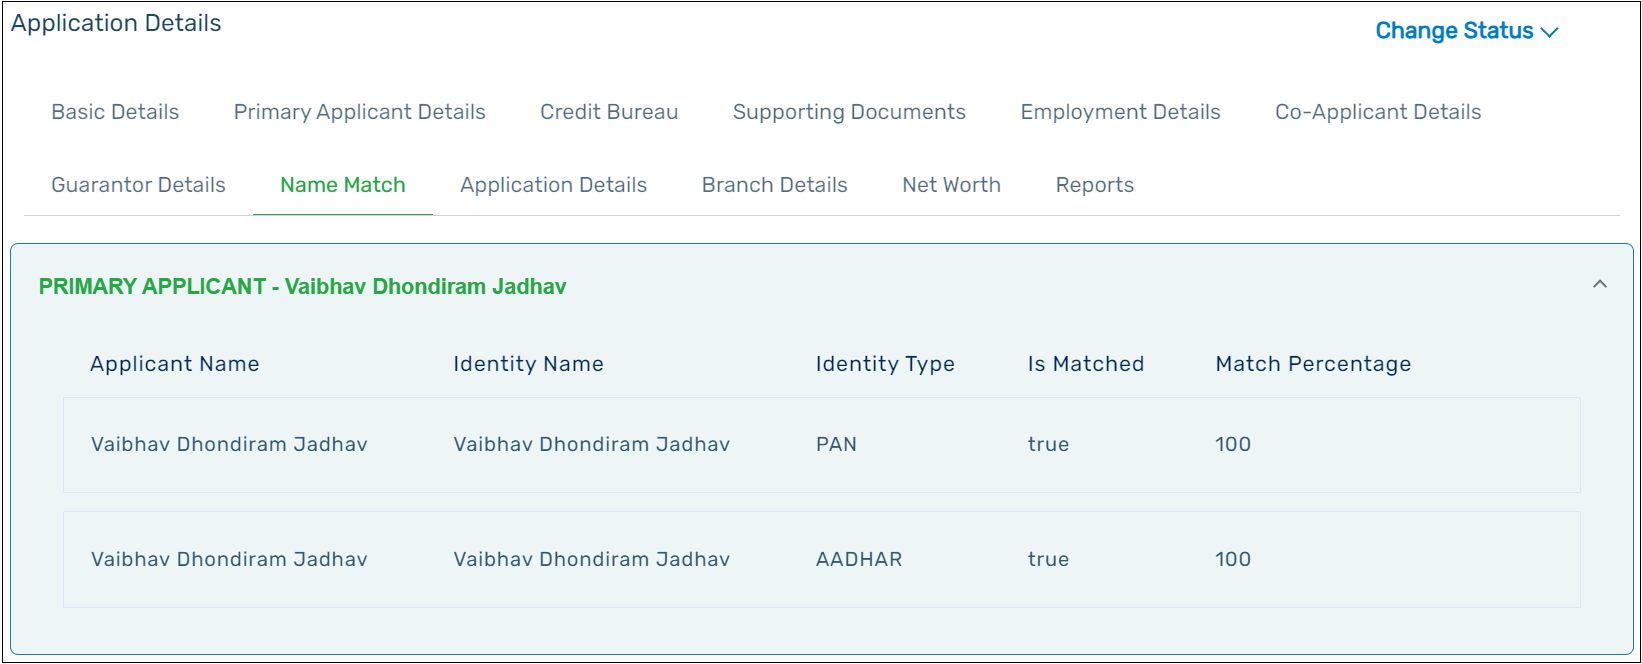 Application Details
Change Status
Basic Details Primary Applicant Details Credit Bureau Supporting Documents Employment Details Co-Applicant Details
Guarantor Details Name Match Application Details Branch Details Net Worth Reports
PRIMARY APPLICANT - Vaibhav Dhondiram Jadhav
Applicant Name Identity Name Identity Type Is Matched Match Percentage
Vaibhav Dhondiram Jadhav Vaibhav Dhondiram Jadhav PAN true 100
Vaibhav Dhondiram Jadhav Vaibhav Dhondiram Jadhav AADHAR true 100